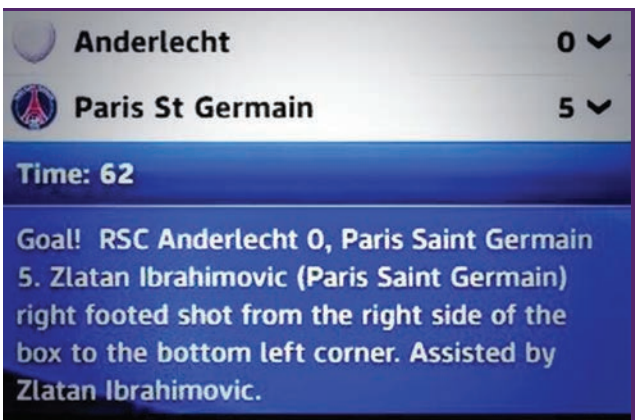 Anderlecht 0
Paris St Germain 5
Time: 62
Goal! RSC Anderlecht 0, Paris Saint Germain
5. Zlatan Ibrahimovic (Paris Saint Germain)
right footed shot from the right side of the
box to the bottom left corner. Assisted by
Zlatan Ibrahimovic.